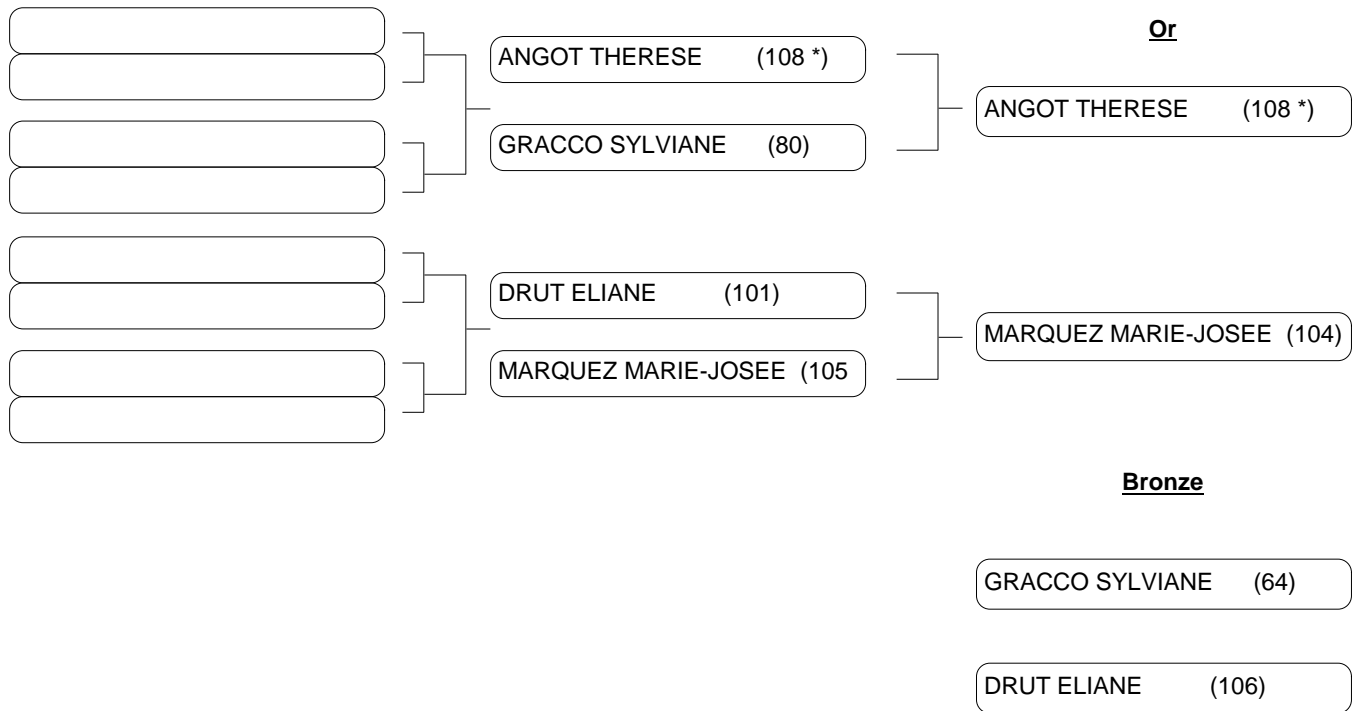 Or
ANGOT THERESE (108 *)
GRACCO SYLVIANE (80)
ANGOT THERESE (108 *)
DRUT ELIANE (101)
MARQUEZ MARIE-JOSEE (105
MARQUEZ MARIE-JOSEE (104)
Bronze
GRACCO SYLVIANE (64)
DRUT ELIANE (106)